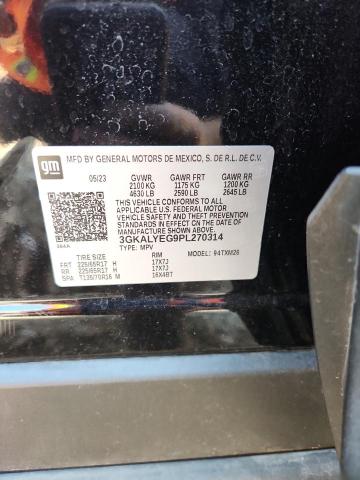 gm
MFD BY GENERAL MOTORS DE MEXICO, S. DE R.L. DE C.V.
05/23 GVWR GAWR FRT GAWR RR
2100 KG 1175 KG 1200 KG
4630 LB 2590 LB 2645 LB
THIS VEHICLE CONFORMS TO ALL
APPLICABLE U.S. FEDERAL MOTOR
VEHICLE SAFETY STANDARDS IN
EFFECT ON THE DATE OF
MANUFACTURE SHOWN ABOVE.
3GKALYEG9PL270314
TYPE: MPV MODEL: 94TXM26
TIRE SIZE RIM
FRT 225/65R17 H 17X7J
RR 225/65R17 H 17X7J
SPA T135/70R16 M 16X4BT